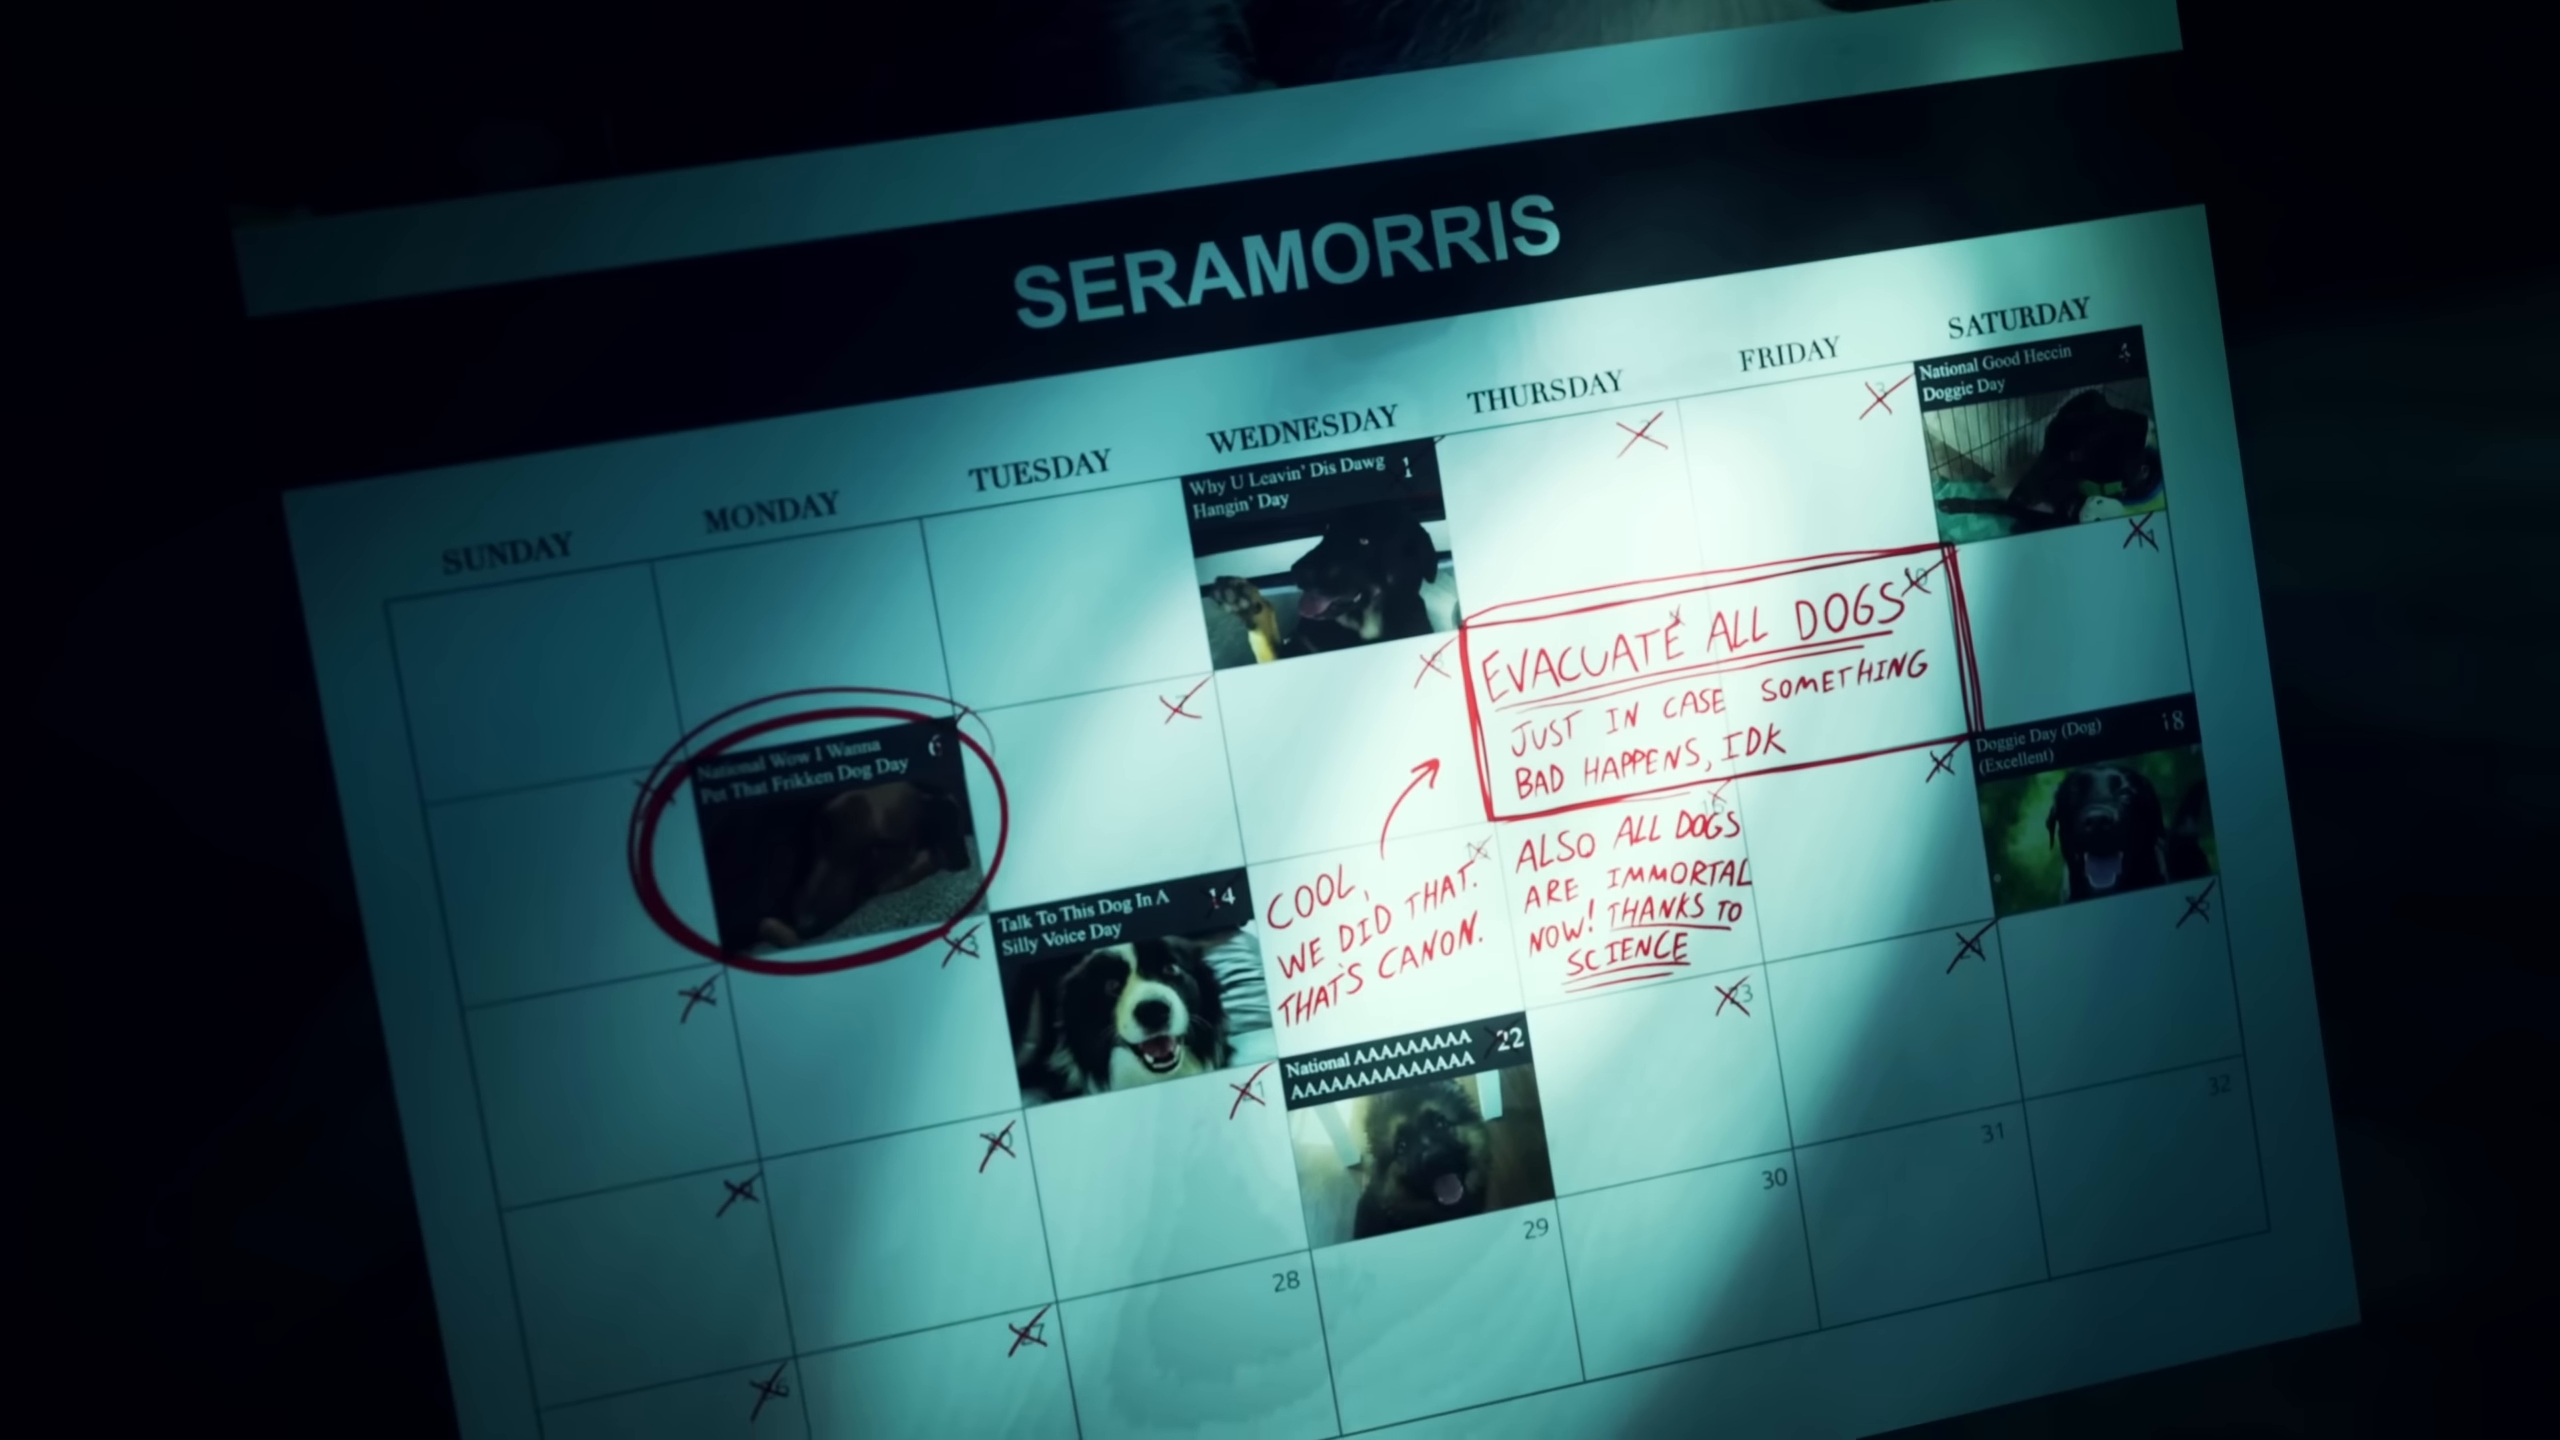 SERAMORRIS
SUNDAY
MONDAY
TUESDAY
WEDNESDAY
THURSDAY
FRIDAY
SATURDAY
Why U Leavin' Dis Dawg
Hangin' Day
1
National Good Heccin
Doggie Day
National Wow I Wanna
Pet That Frikken Dog Day
6
EVACUATE ALL DOGS
JUST IN CASE SOMETHING
BAD HAPPENS, IDK
Talk To This Dog In A
Silly Voice Day
14
COOL,
WE DID THAT.
THAT'S CANON.
ALSO ALL DOGS
ARE IMMORTAL
NOW! THANKS TO
SCIENCE
Doggie Day (Dog)
(Excellent)
18
National AAAAAAAAA
AAAAAAAAAAAAAA
22
23
28
29
30
31
32